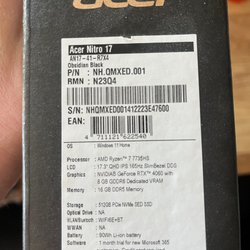 acer
Acer Nitro 17
AN17-41-R7X4
Obsidian Black
P/N : NH.QMXED.001
RMN : N23Q4
S/N: NHQMXED001412223E47600
EAN:
4 711121 622540
OS : Windows 11 Home
Processor : AMD Ryzen™ 7 7735HS
LCD : 17.3" QHD IPS 165Hz SlimBezel DGG
Graphics : NVIDIA® GeForce RTX™ 4060 with
8 GB GDDR6 Dedicated VRAM
Memory : 16 GB DDR5 Memory
Storage : 512GB PCIe NVMe SED SSD
Optical Drive : NA
WLAN : WIFI6E+BT
WWAN : NA
Battery : 90Wh Li-ion battery
Software : 1 month trial for new Microsoft 365